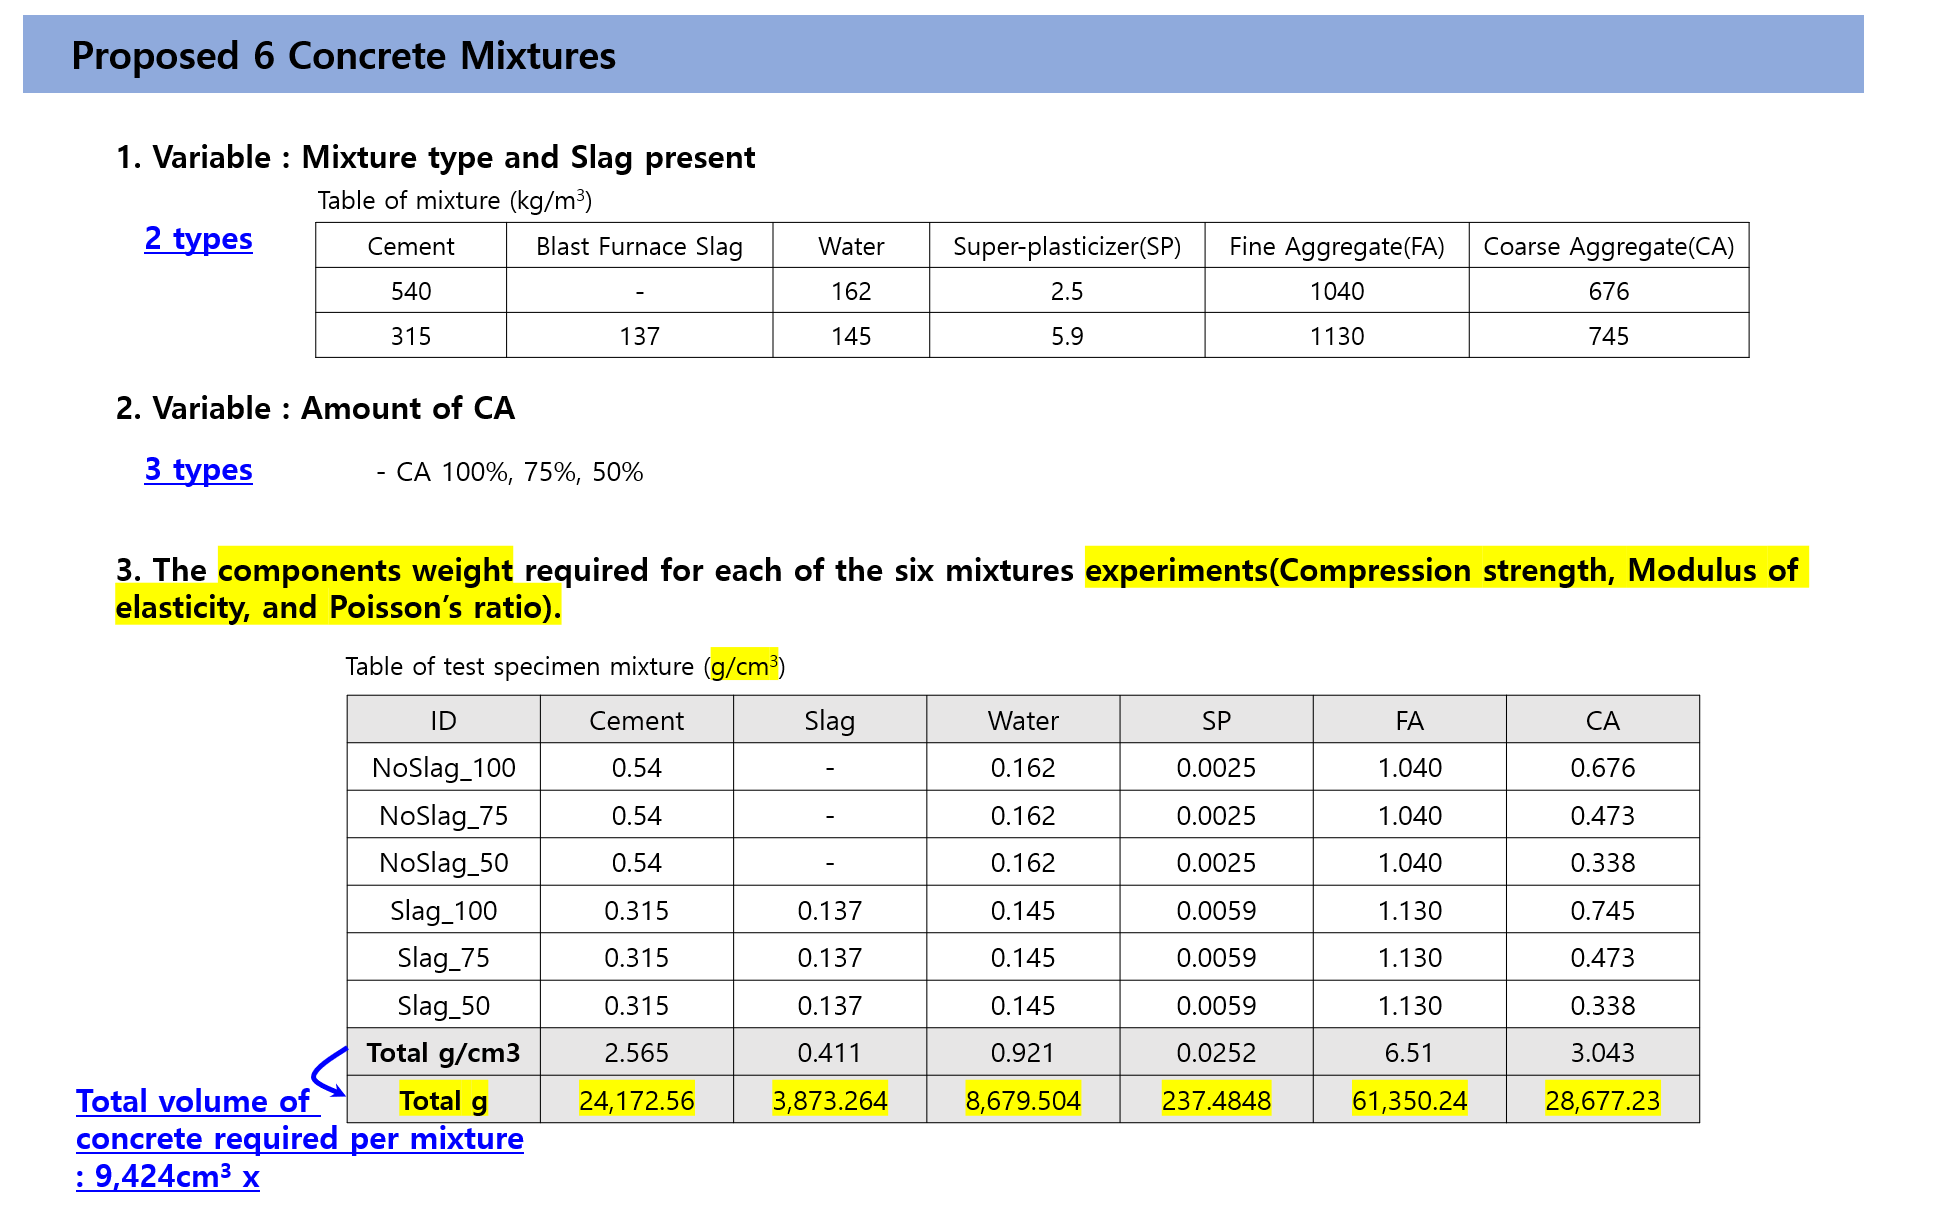 Proposed 6 Concrete Mixtures
1. Variable : Mixture type and Slag present
Table of mixture (kg/m³)
2 types
Cement Blast Furnace Slag Water Super-plasticizer(SP) Fine Aggregate(FA) Coarse Aggregate(CA)
540 - 162 2.5 1040 676
315 137 145 5.9 1130 745
2. Variable : Amount of CA
3 types
- CA 100%, 75%, 50%
3. The components weight required for each of the six mixtures experiments(Compression strength, Modulus of
elasticity, and Poisson’s ratio).
Table of test specimen mixture (g/cm³)
ID Cement Slag Water SP FA CA
NoSlag_100 0.54 - 0.162 0.0025 1.040 0.676
NoSlag_75 0.54 - 0.162 0.0025 1.040 0.473
NoSlag_50 0.54 - 0.162 0.0025 1.040 0.338
Slag_100 0.315 0.137 0.145 0.0059 1.130 0.745
Slag_75 0.315 0.137 0.145 0.0059 1.130 0.473
Slag_50 0.315 0.137 0.145 0.0059 1.130 0.338
Total g/cm3 2.565 0.411 0.921 0.0252 6.51 3.043
Total g 24,172.56 3,873.264 8,679.504 237.4848 61,350.24 28,677.23
Total volume of
concrete required per mixture
: 9,424cm³ x